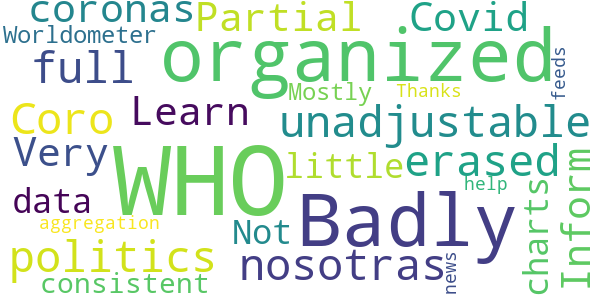 coronas
Partial
Covid
Worldometer
organized
full
feeds
Mostly
Thanks
Coro
Learn
unadjustable
Very
WHO
little
erased
Inform
data
Badly
help
charts
aggregation
Not
politics
nosotras
news
consistent